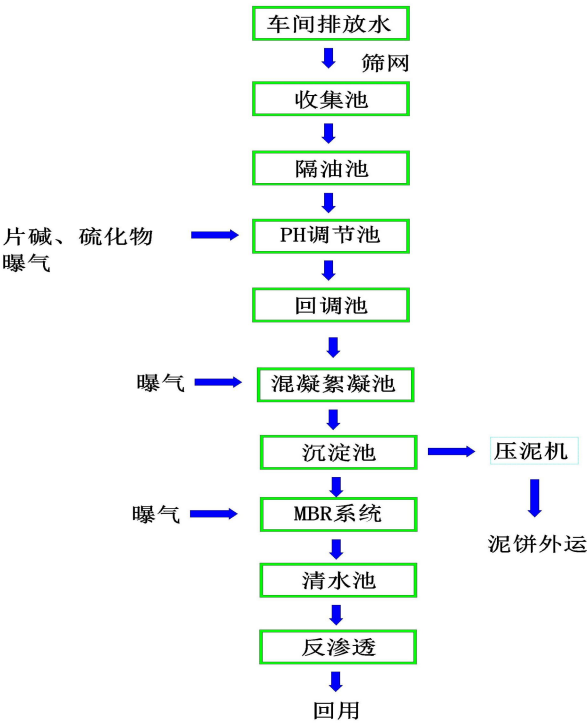 车间排放水
筛网
收集池
隔油池
片碱、硫化物
曝气
PH调节池
回调池
曝气
混凝絮凝池
沉淀池
压泥机
曝气
MBR系统
泥饼外运
清水池
反渗透
回用